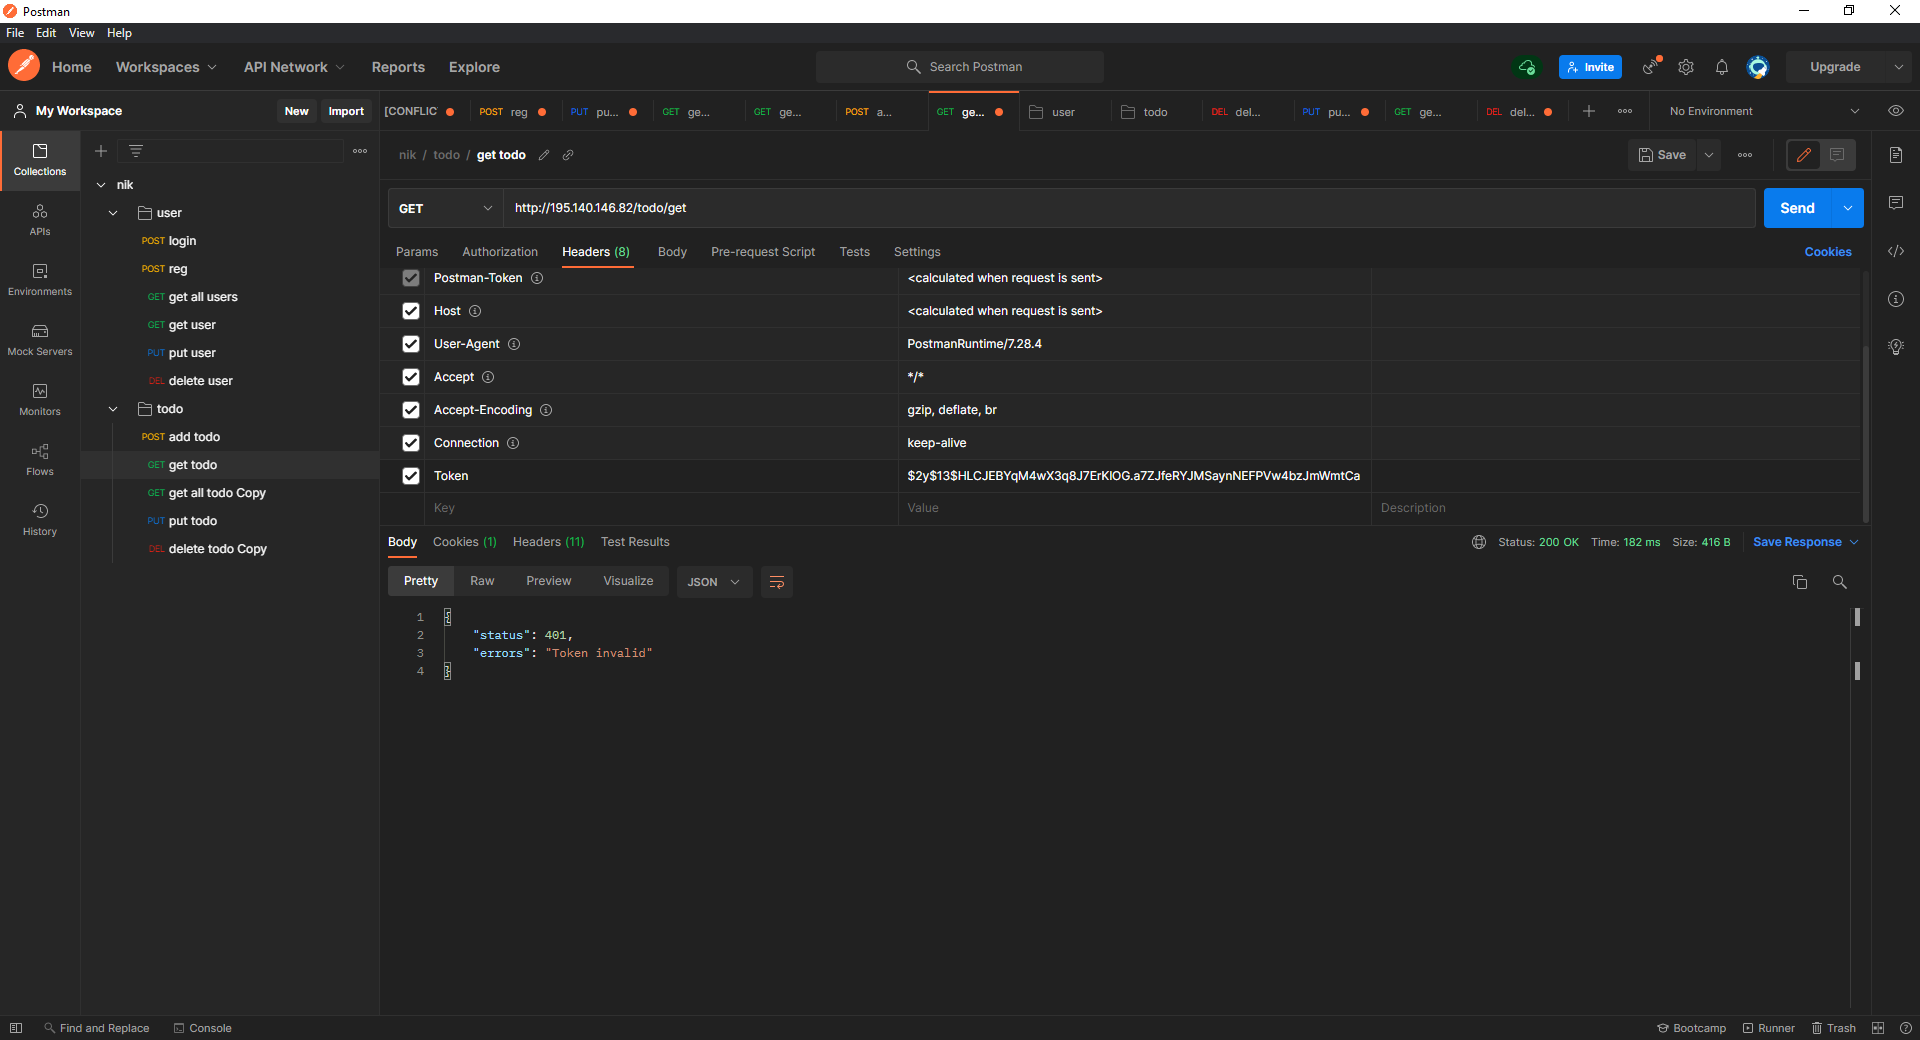 Postman
File Edit View Help
Home Workspaces API Network Reports Explore Search Postman Invite Upgrade
My Workspace New Import [CONFLIC POST reg PUT pu... GET ge... GET ge... POST a... GET ge... user todo DEL del... PUT pu... GET ge... DEL del... No Environment
Collections
APIs
Environments
Mock Servers
Monitors
Flows
History
nik
user
POST login
POST reg
GET get all users
GET get user
PUT put user
DEL delete user
todo
POST add todo
GET get todo
GET get all todo Copy
PUT put todo
DEL delete todo Copy
nik / todo / get todo Save
GET http://195.140.146.82/todo/get Send
Params Authorization Headers (8) Body Pre-request Script Tests Settings Cookies
Postman-Token <calculated when request is sent>
Host <calculated when request is sent>
User-Agent PostmanRuntime/7.28.4
Accept */*
Accept-Encoding gzip, deflate, br
Connection keep-alive
Token $2y$13$HLCJEBYqM4wX3q8J7ErKlOG.a7ZJfeRYJMSaynNEFPVw4bzJmWmtCa
Key Value Description
Body Cookies (1) Headers (11) Test Results Status: 200 OK Time: 182 ms Size: 416 B Save Response
Pretty Raw Preview Visualize JSON
1 {
2 "status": 401,
3 "errors": "Token invalid"
4 }
Find and Replace Console Bootcamp Runner Trash